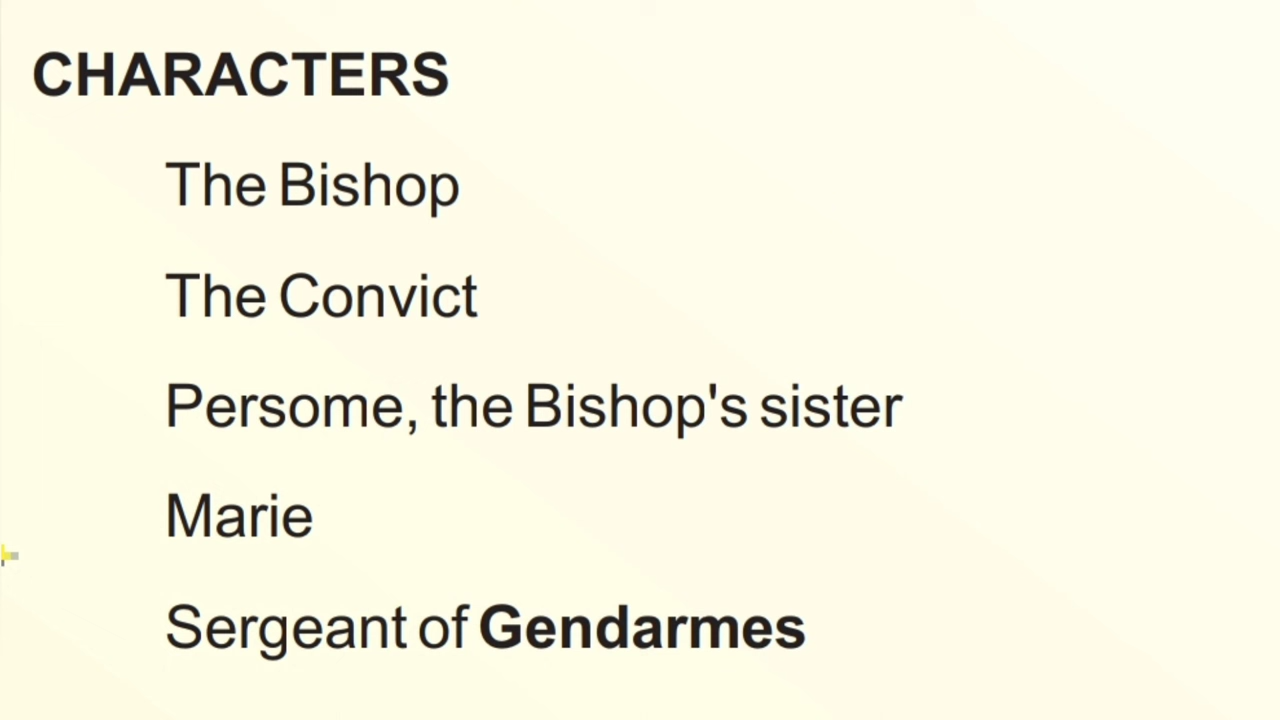 CHARACTERS
The Bishop
The Convict
Persome, the Bishop's sister
Marie
Sergeant of Gendarmes